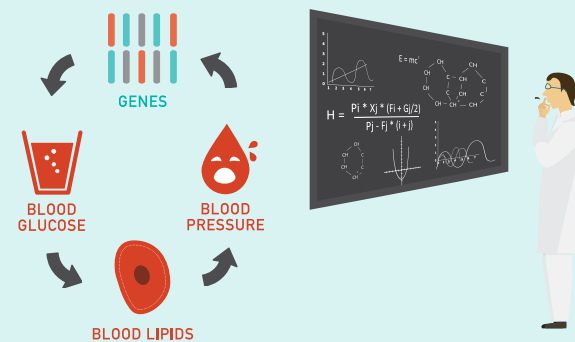 GENES
BLOOD
GLUCOSE
BLOOD
PRESSURE
BLOOD LIPIDS
E = mc²
H = Pi * Xj * (Fi + Gj/2)
Pj - Fj * (i + j)